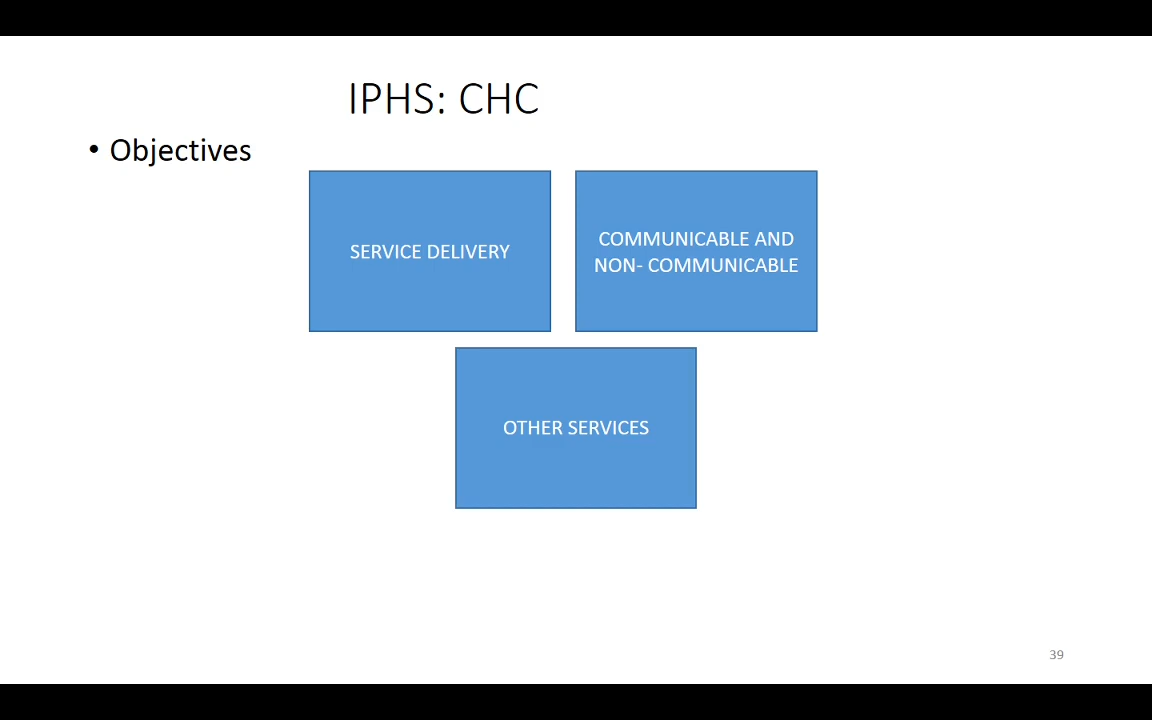 IPHS: CHC
• Objectives
SERVICE DELIVERY
COMMUNICABLE AND
NON- COMMUNICABLE
OTHER SERVICES
39